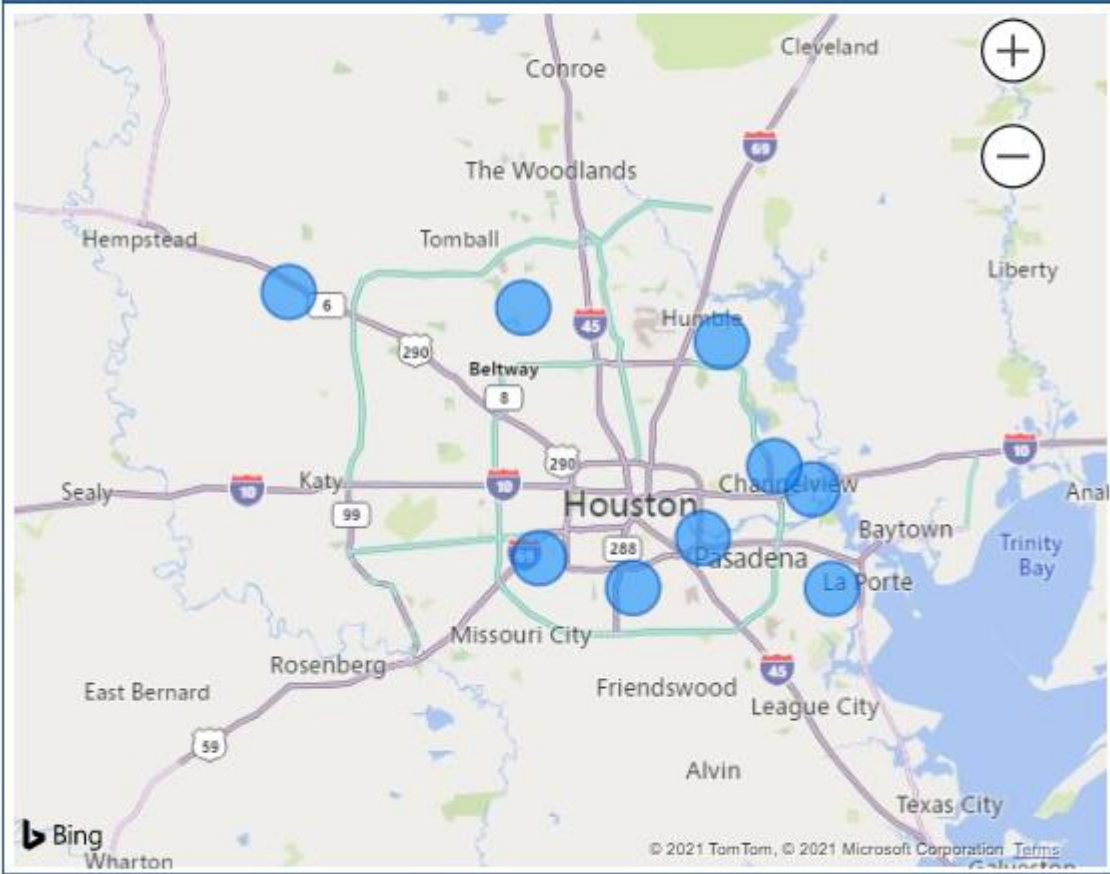 Cleveland
Conroe
69
The Woodlands
Hempstead
Tomball
Liberty
6
45
Humble
290
Beltway
8
290
10
Katy
10
10
Sealy
Channelview
Houston
99
Baytown
288
Pasadena
Trinity
Bay
La Porte
Missouri City
Rosenberg
45
East Bernard
Friendswood
League City
59
Alvin
Texas City
Bing
© 2021 TomTom, © 2021 Microsoft Corporation Terms
Wharton